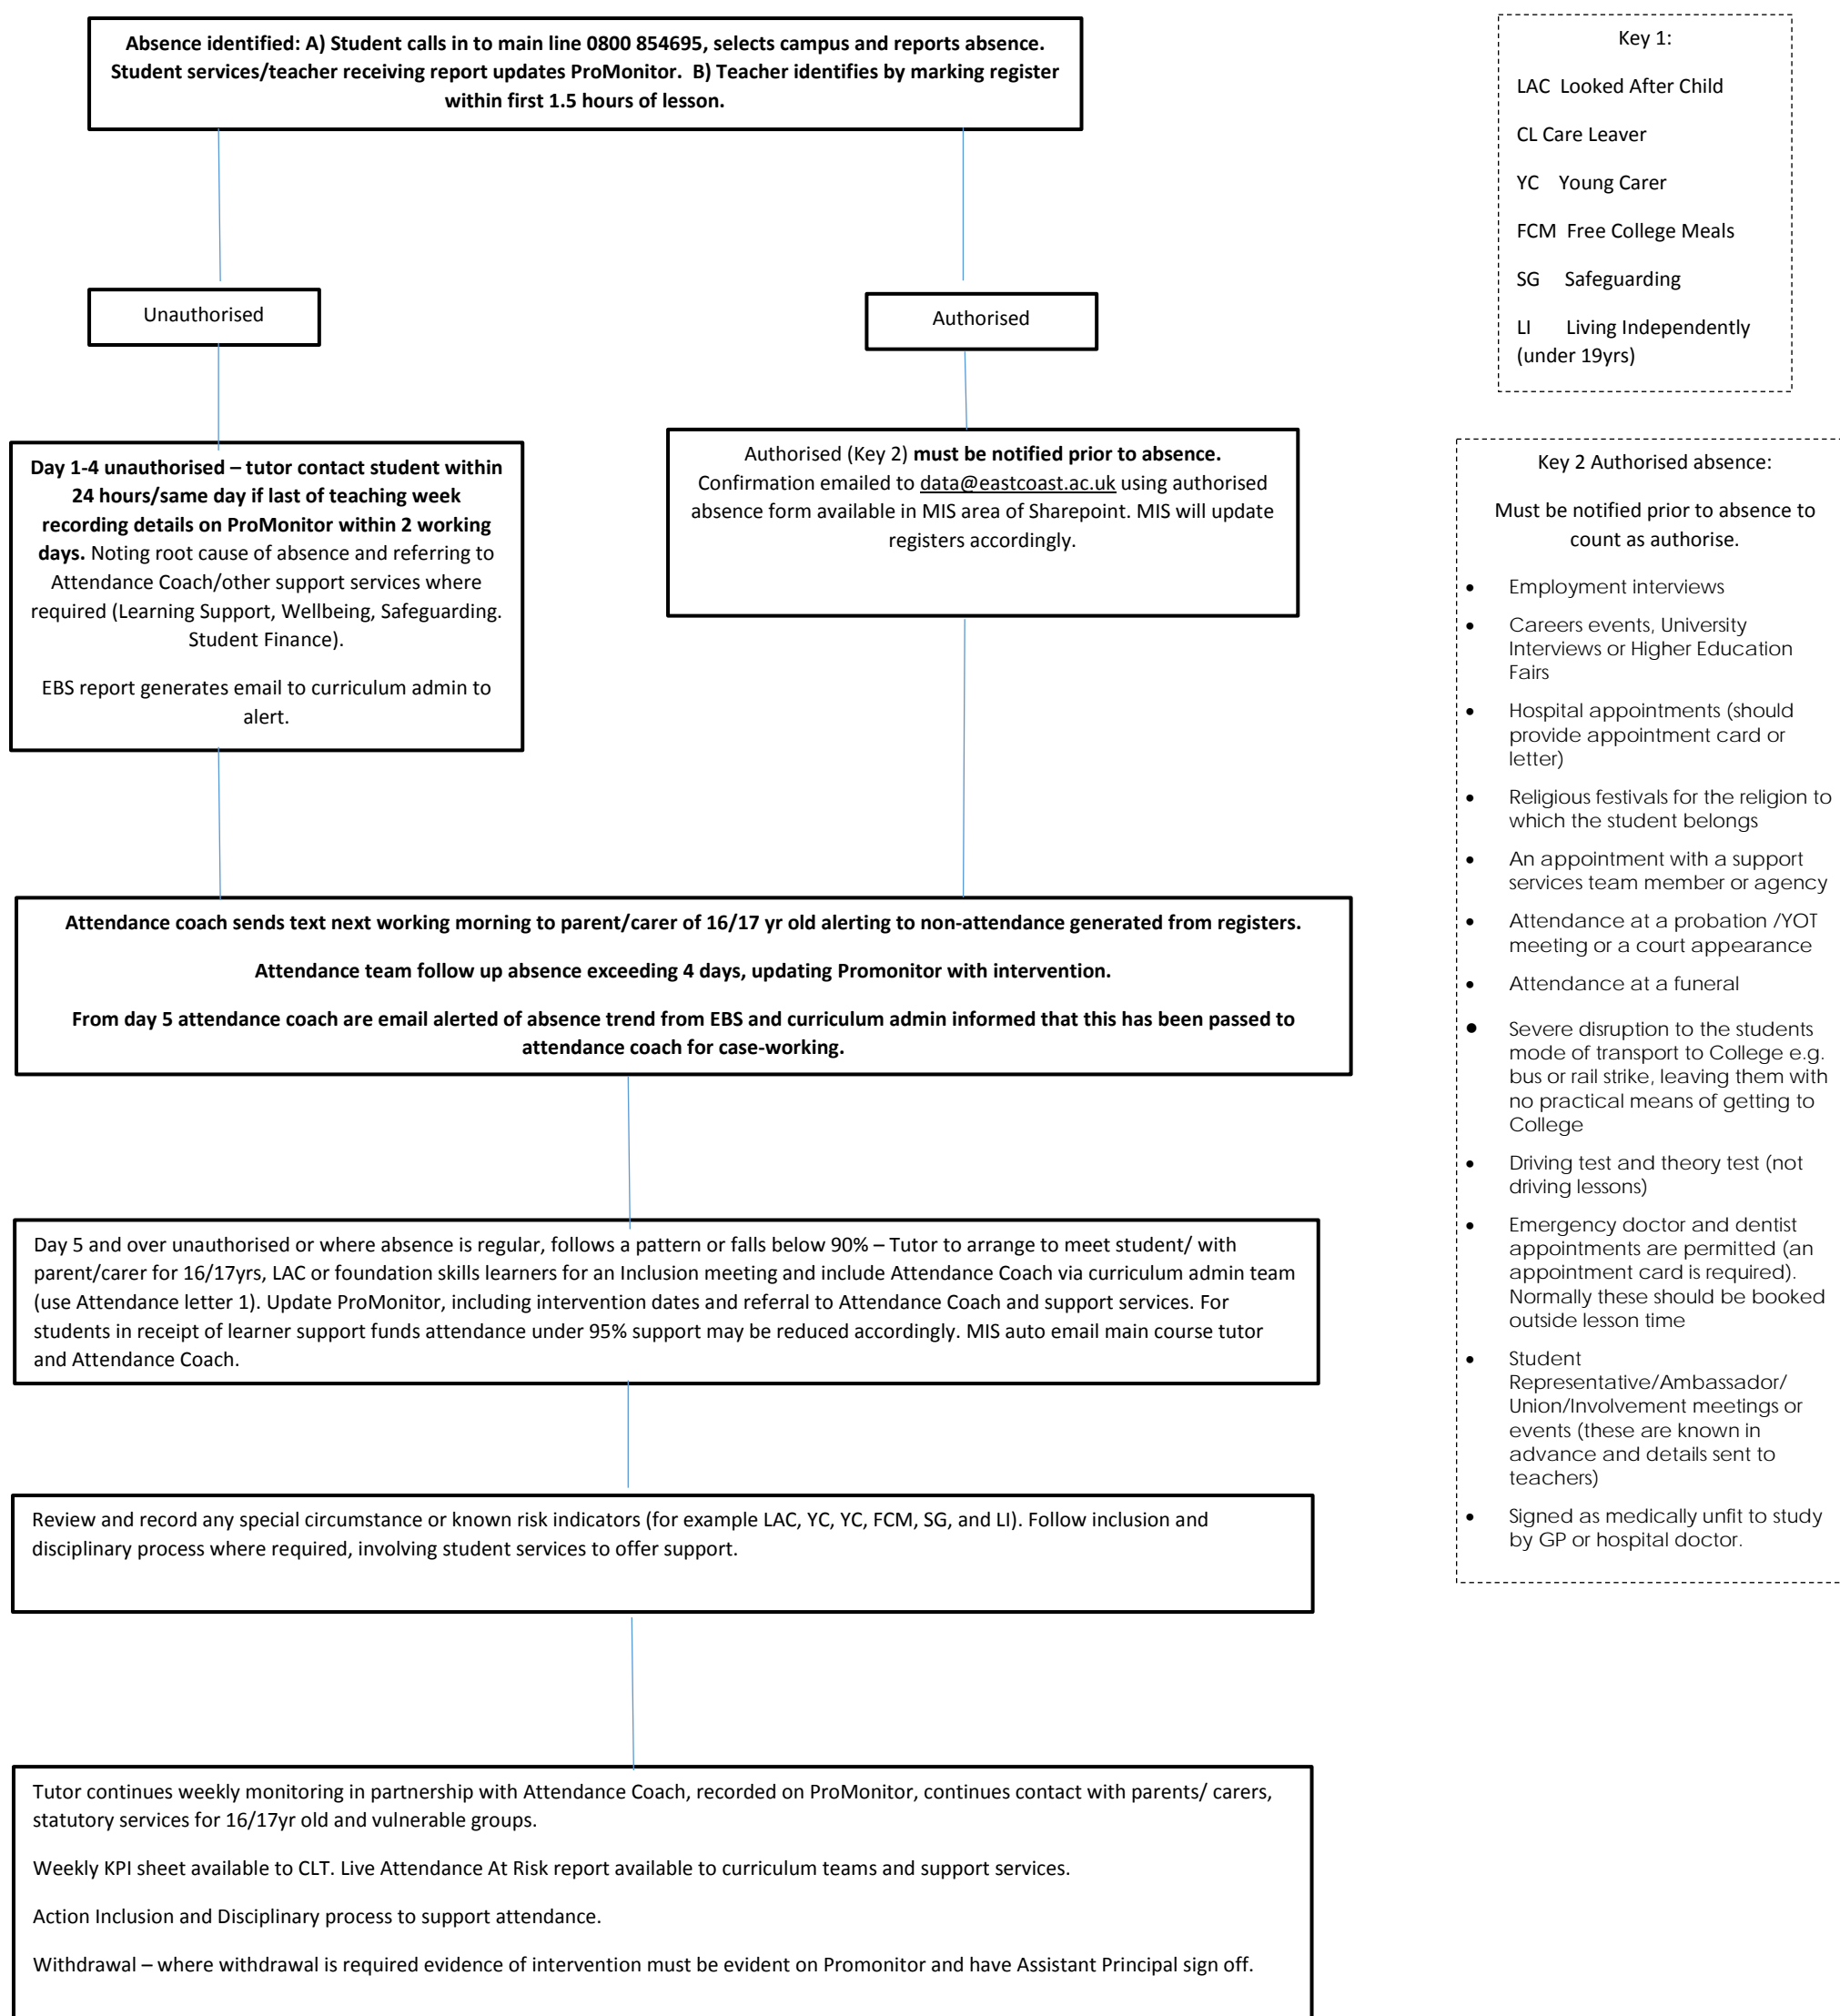 Absence identified: A) Student calls in to main line 0800 854695, selects campus and reports absence.
Student services/teacher receiving report updates ProMonitor.  B) Teacher identifies by marking register
within first 1.5 hours of lesson.
Unauthorised
Authorised
Day 1-4 unauthorised – tutor contact student within
24 hours/same day if last of teaching week
recording details on ProMonitor within 2 working
days. Noting root cause of absence and referring to
Attendance Coach/other support services where
required (Learning Support, Wellbeing, Safeguarding.
Student Finance).
EBS report generates email to curriculum admin to
alert.
Authorised (Key 2) must be notified prior to absence.
Confirmation emailed to data@eastcoast.ac.uk using authorised
absence form available in MIS area of Sharepoint. MIS will update
registers accordingly.
Attendance coach sends text next working morning to parent/carer of 16/17 yr old alerting to non-attendance generated from registers.
Attendance team follow up absence exceeding 4 days, updating Promonitor with intervention.
From day 5 attendance coach are email alerted of absence trend from EBS and curriculum admin informed that this has been passed to
attendance coach for case-working.
Day 5 and over unauthorised or where absence is regular, follows a pattern or falls below 90% – Tutor to arrange to meet student/ with
parent/carer for 16/17yrs, LAC or foundation skills learners for an Inclusion meeting and include Attendance Coach via curriculum admin team
(use Attendance letter 1). Update ProMonitor, including intervention dates and referral to Attendance Coach and support services. For
students in receipt of learner support funds attendance under 95% support may be reduced accordingly. MIS auto email main course tutor
and Attendance Coach.
Review and record any special circumstance or known risk indicators (for example LAC, YC, YC, FCM, SG, and LI). Follow inclusion and
disciplinary process where required, involving student services to offer support.
Tutor continues weekly monitoring in partnership with Attendance Coach, recorded on ProMonitor, continues contact with parents/ carers,
statutory services for 16/17yr old and vulnerable groups.
Weekly KPI sheet available to CLT. Live Attendance At Risk report available to curriculum teams and support services.
Action Inclusion and Disciplinary process to support attendance.
Withdrawal – where withdrawal is required evidence of intervention must be evident on Promonitor and have Assistant Principal sign off.
Key 1:
LAC  Looked After Child
CL Care Leaver
YC    Young Carer
FCM  Free College Meals
SG     Safeguarding
LI       Living Independently
(under 19yrs)
Key 2 Authorised absence:
Must be notified prior to absence to
count as authorise.
• Employment interviews
• Careers events, University
Interviews or Higher Education
Fairs
• Hospital appointments (should
provide appointment card or
letter)
• Religious festivals for the religion to
which the student belongs
• An appointment with a support
services team member or agency
• Attendance at a probation /YOT
meeting or a court appearance
• Attendance at a funeral
• Severe disruption to the students
mode of transport to College e.g.
bus or rail strike, leaving them with
no practical means of getting to
College
• Driving test and theory test (not
driving lessons)
• Emergency doctor and dentist
appointments are permitted (an
appointment card is required).
Normally these should be booked
outside lesson time
• Student
Representative/Ambassador/
Union/Involvement meetings or
events (these are known in
advance and details sent to
teachers)
• Signed as medically unfit to study
by GP or hospital doctor.